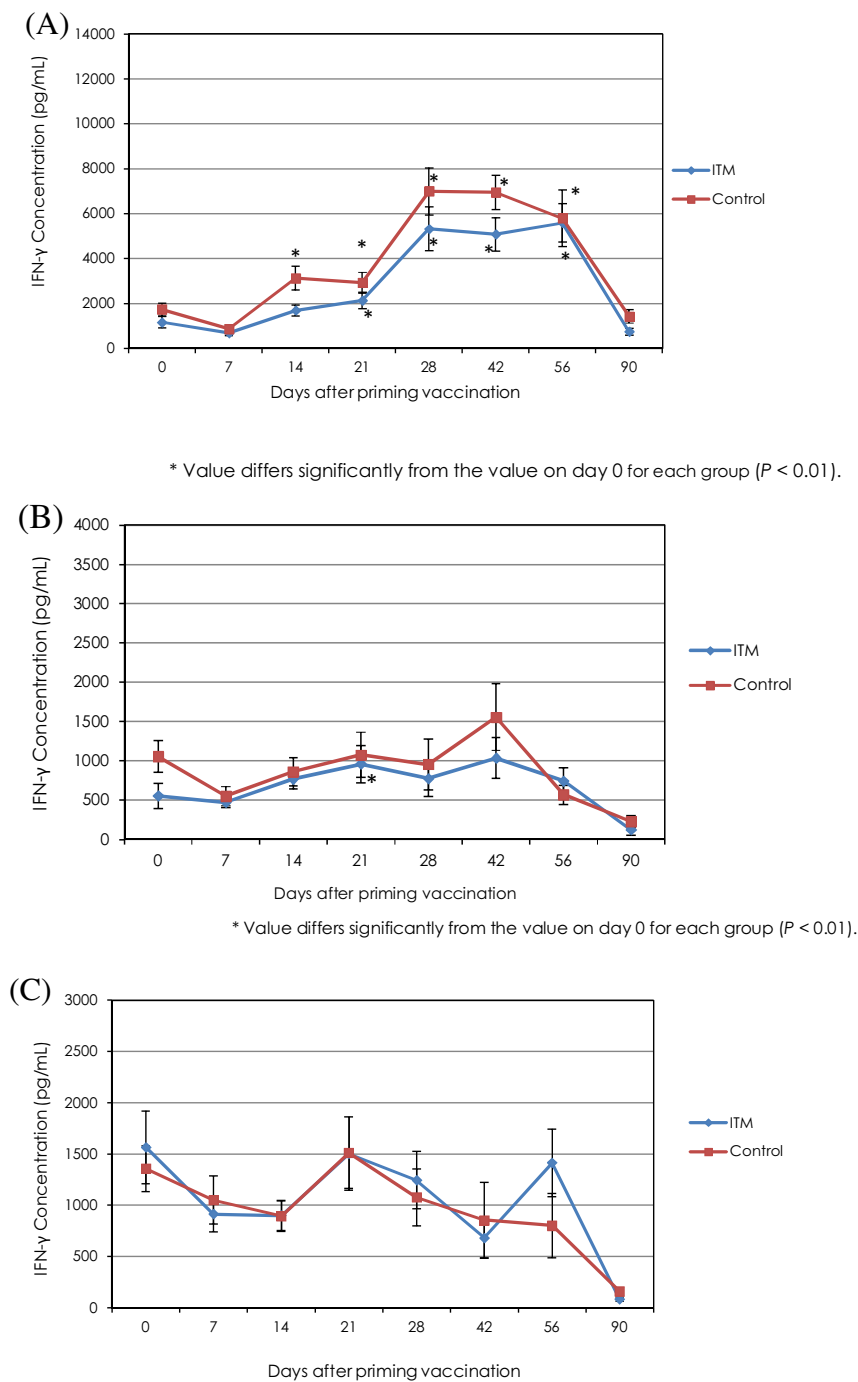 (A)
14000
12000
10000
8000
6000
4000
2000
0
IFN-γ Concentration (pg/mL)
* * * * *
* * * *
0 7 14 21 28 42 56 90
Days after priming vaccination
ITM
Control
* Value differs significantly from the value on day 0 for each group (P < 0.01).
(B)
4000
3500
3000
2500
2000
1500
1000
500
0
IFN-γ Concentration (pg/mL)
*
0 7 14 21 28 42 56 90
Days after priming vaccination
ITM
Control
* Value differs significantly from the value on day 0 for each group (P < 0.01).
(C)
3000
2500
2000
1500
1000
500
0
IFN-γ Concentration (pg/mL)
0 7 14 21 28 42 56 90
Days after priming vaccination
ITM
Control